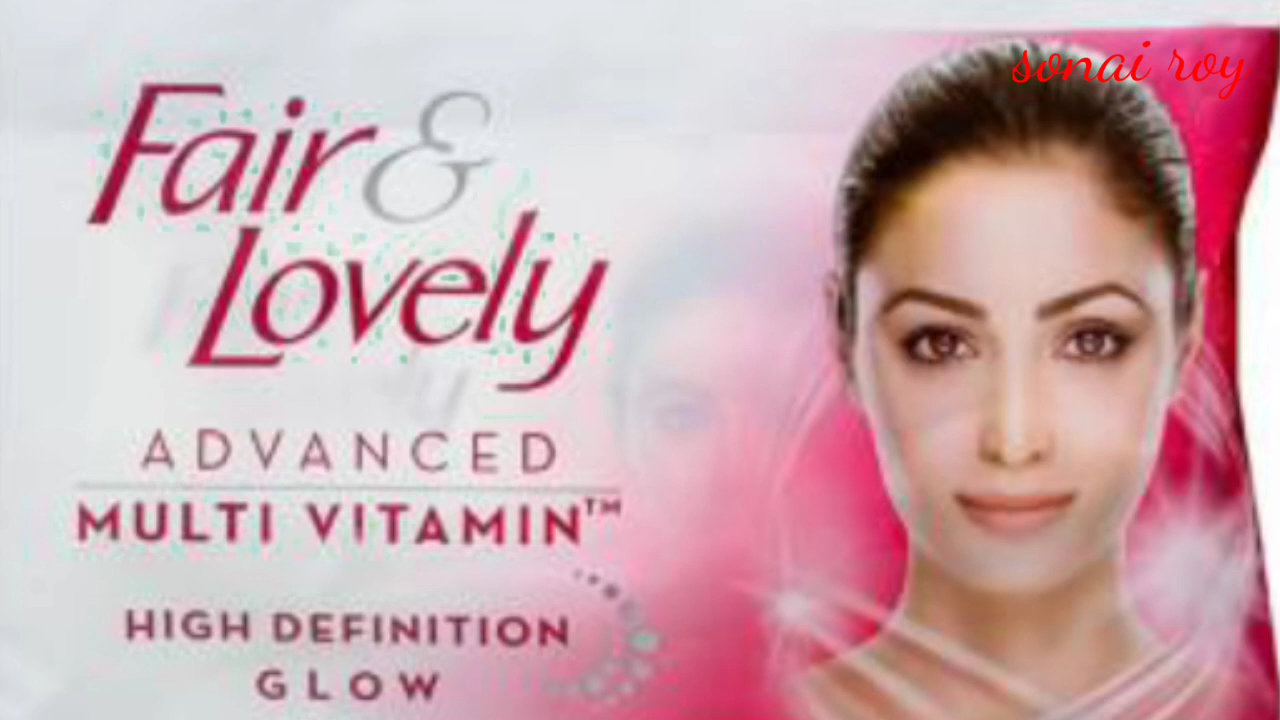 sonai roy
Fair &
Lovely
ADVANCED
MULTI VITAMIN™
HIGH DEFINITION
GLOW